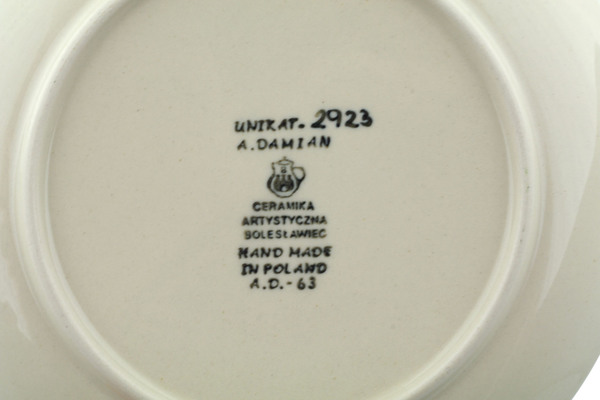 UNIKAT- 2923
A.DAMIAN
CERAMIKA
ARTYSTYCZNA
BOLESŁAWIEC
HAND MADE
IN POLAND
A.D.-63